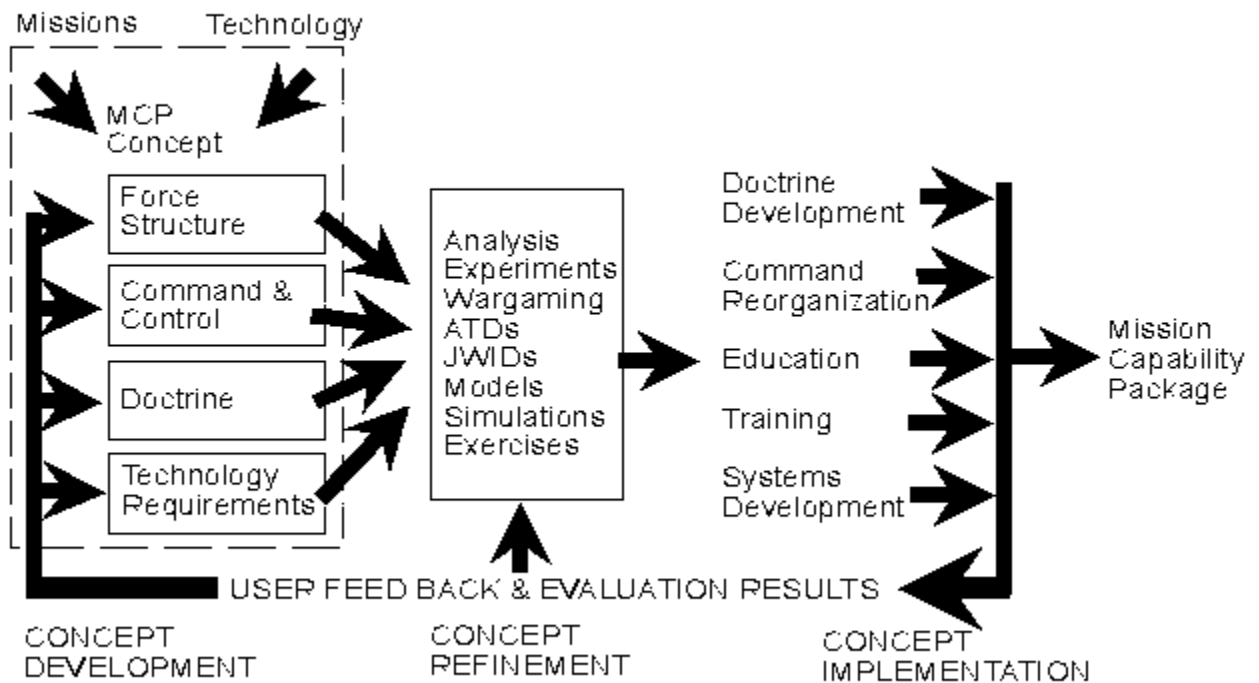 Missions
Technology
MCP
Concept
Force
Structure
Command &
Control
Doctrine
Technology
Requirements
Analysis
Experiments
Wargaming
ATDs
JWIDs
Models
Simulations
Exercises
Doctrine
Development
Command
Reorganization
Education
Training
Systems
Development
Mission
Capability
Package
USER FEED BACK & EVALUATION RESULTS
CONCEPT
DEVELOPMENT
CONCEPT
REFINEMENT
CONCEPT
IMPLEMENTATION